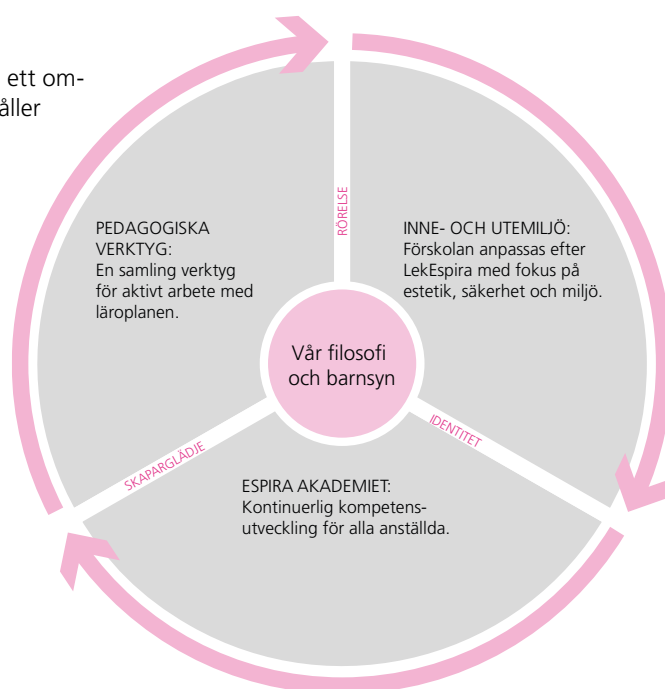 ett om-
åller
RÖRELSE
PEDAGOGISKA
VERKTYG:
En samling verktyg
för aktivt arbete med
läroplanen.
INNE- OCH UTEMILJÖ:
Förskolan anpassas efter
LekEspira med fokus på
estetik, säkerhet och miljö.
Vår filosofi
och barnsyn
SKAPARGLÄDJE
IDENTITET
ESPIRA AKADEMIET:
Kontinuerlig kompetens-
utveckling för alla anställda.